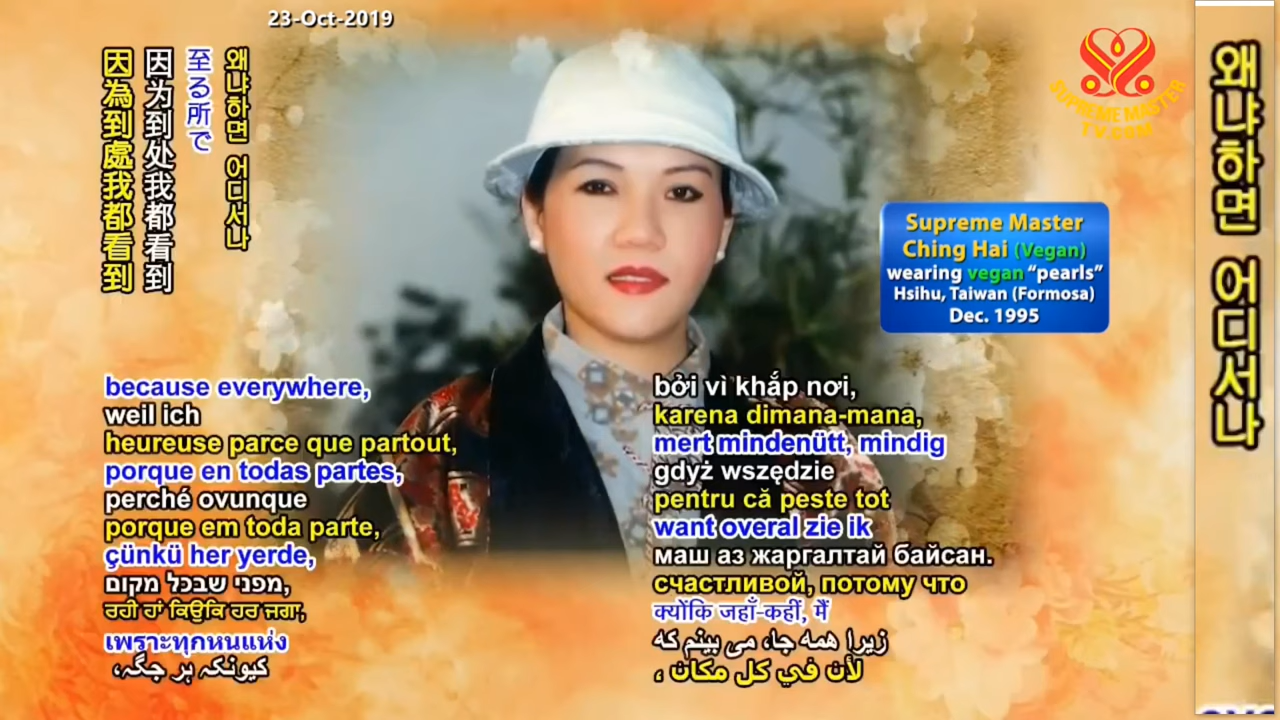 23-Oct-2019
왜냐하면 어디서나
至る所で
因为到处我都看到
因為到處我都看到
SUPREME MASTER
TV.COM
Supreme Master
Ching Hai (Vegan)
wearing vegan “pearls”
Hsihu, Taiwan (Formosa)
Dec. 1995
because everywhere,
weil ich
heureuse parce que partout,
porque en todas partes,
perché ovunque
porque em toda parte,
çünkü her yerde,
מפני שבכל מקום,
ਰਹੀ ਹਾਂ ਕਿਉਕਿ ਹਰ ਜਗਾ,
เพราะทุกหนแห่ง
کیونکہ ہر جگہ،
bởi vì khắp nơi,
karena dimana-mana,
mert mindenütt, mindig
gdyż wszędzie
pentru că peste tot
want overal zie ik
маш аз жаргалтай байсан.
счастливой, потому что
क्योंकि जहाँ-कहीं, मैं
زیرا همه جا، می بینم که
لأن في كل مكان ،
왜냐하면 어디서나